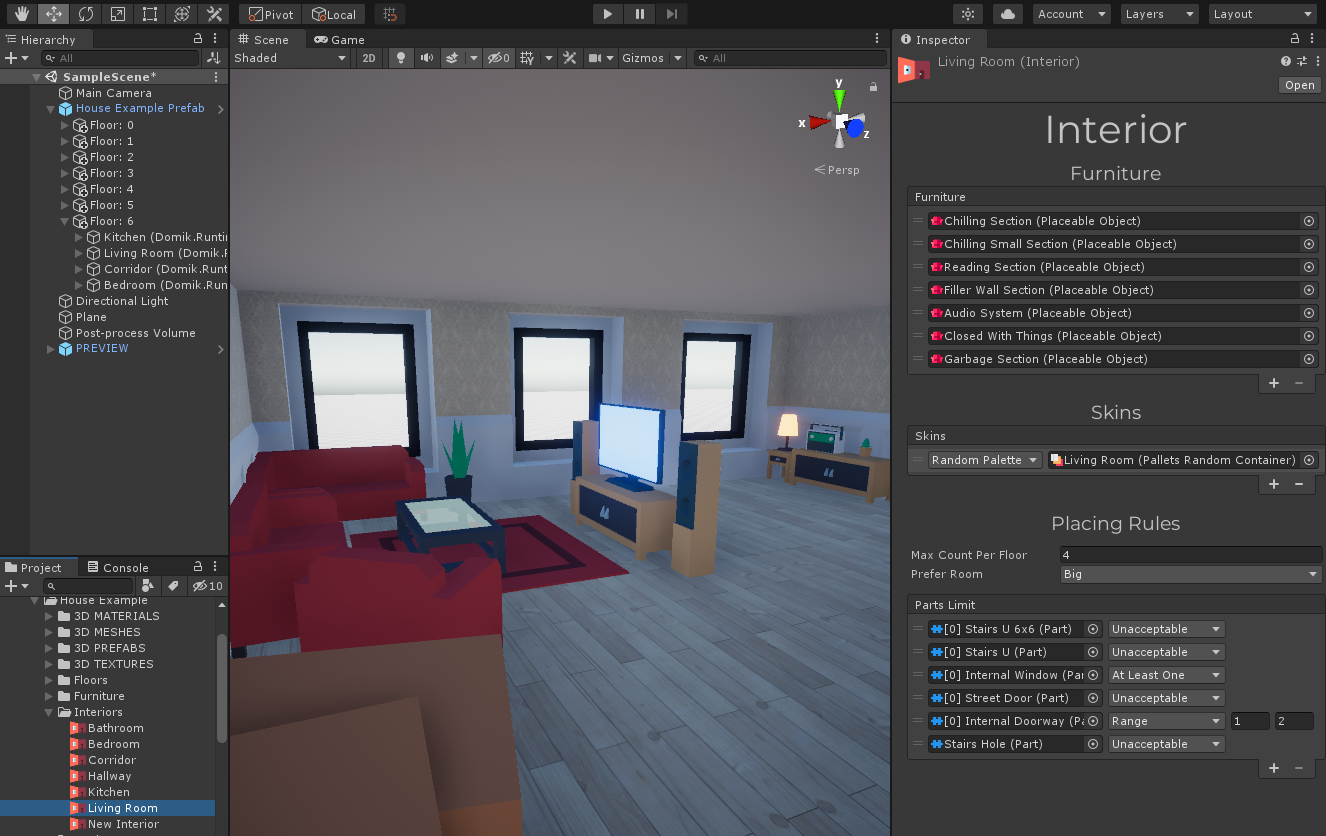 Pivot Local Account Layers Layout
Hierarchy
All
SampleScene*
Main Camera
House Example Prefab
Floor: 0
Floor: 1
Floor: 2
Floor: 3
Floor: 4
Floor: 5
Floor: 6
Kitchen (Domik.Runti
Living Room (Domik.R
Corridor (Domik.Runt
Bedroom (Domik.Run
Directional Light
Plane
Post-process Volume
PREVIEW
Project Console
10
House Example
3D MATERIALS
3D MESHES
3D PREFABS
3D TEXTURES
Floors
Furniture
Interiors
Bathroom
Bedroom
Corridor
Hallway
Kitchen
Living Room
New Interior
Scene Game
Shaded 2D 0 Gizmos All
y
x
z
Persp
Inspector
Living Room (Interior)
Open
Interior
Furniture
Furniture
Chilling Section (Placeable Object)
Chilling Small Section (Placeable Object)
Reading Section (Placeable Object)
Filler Wall Section (Placeable Object)
Audio System (Placeable Object)
Closed With Things (Placeable Object)
Garbage Section (Placeable Object)
Skins
Skins
Random Palette Living Room (Pallets Random Container)
Placing Rules
Max Count Per Floor 4
Prefer Room Big
Parts Limit
[0] Stairs U 6x6 (Part) Unacceptable
[0] Stairs U (Part) Unacceptable
[0] Internal Window (Par At Least One
[0] Street Door (Part) Unacceptable
[0] Internal Doorway (Pa Range 1 2
Stairs Hole (Part) Unacceptable